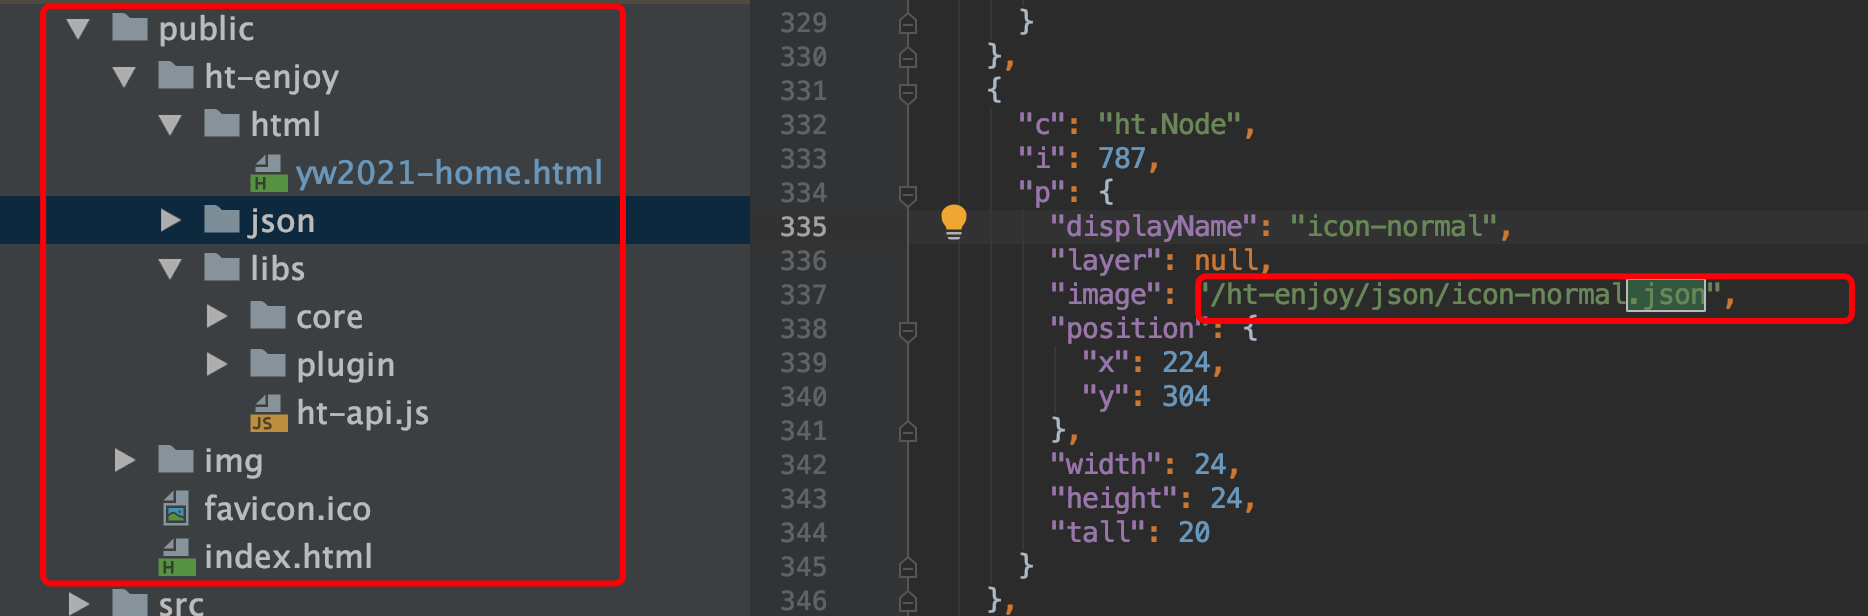 public
ht-enjoy
html
yw2021-home.html
json
libs
core
plugin
ht-api.js
img
favicon.ico
index.html
src
329 }
330 },
331 {
332 "c": "ht.Node",
333 "i": 787,
334 "p": {
335 "displayName": "icon-normal",
336 "layer": null,
337 "image": "/ht-enjoy/json/icon-normal.json",
338 "position": {
339 "x": 224,
340 "y": 304
341 },
342 "width": 24,
343 "height": 24,
344 "tall": 20
345 }
346 },